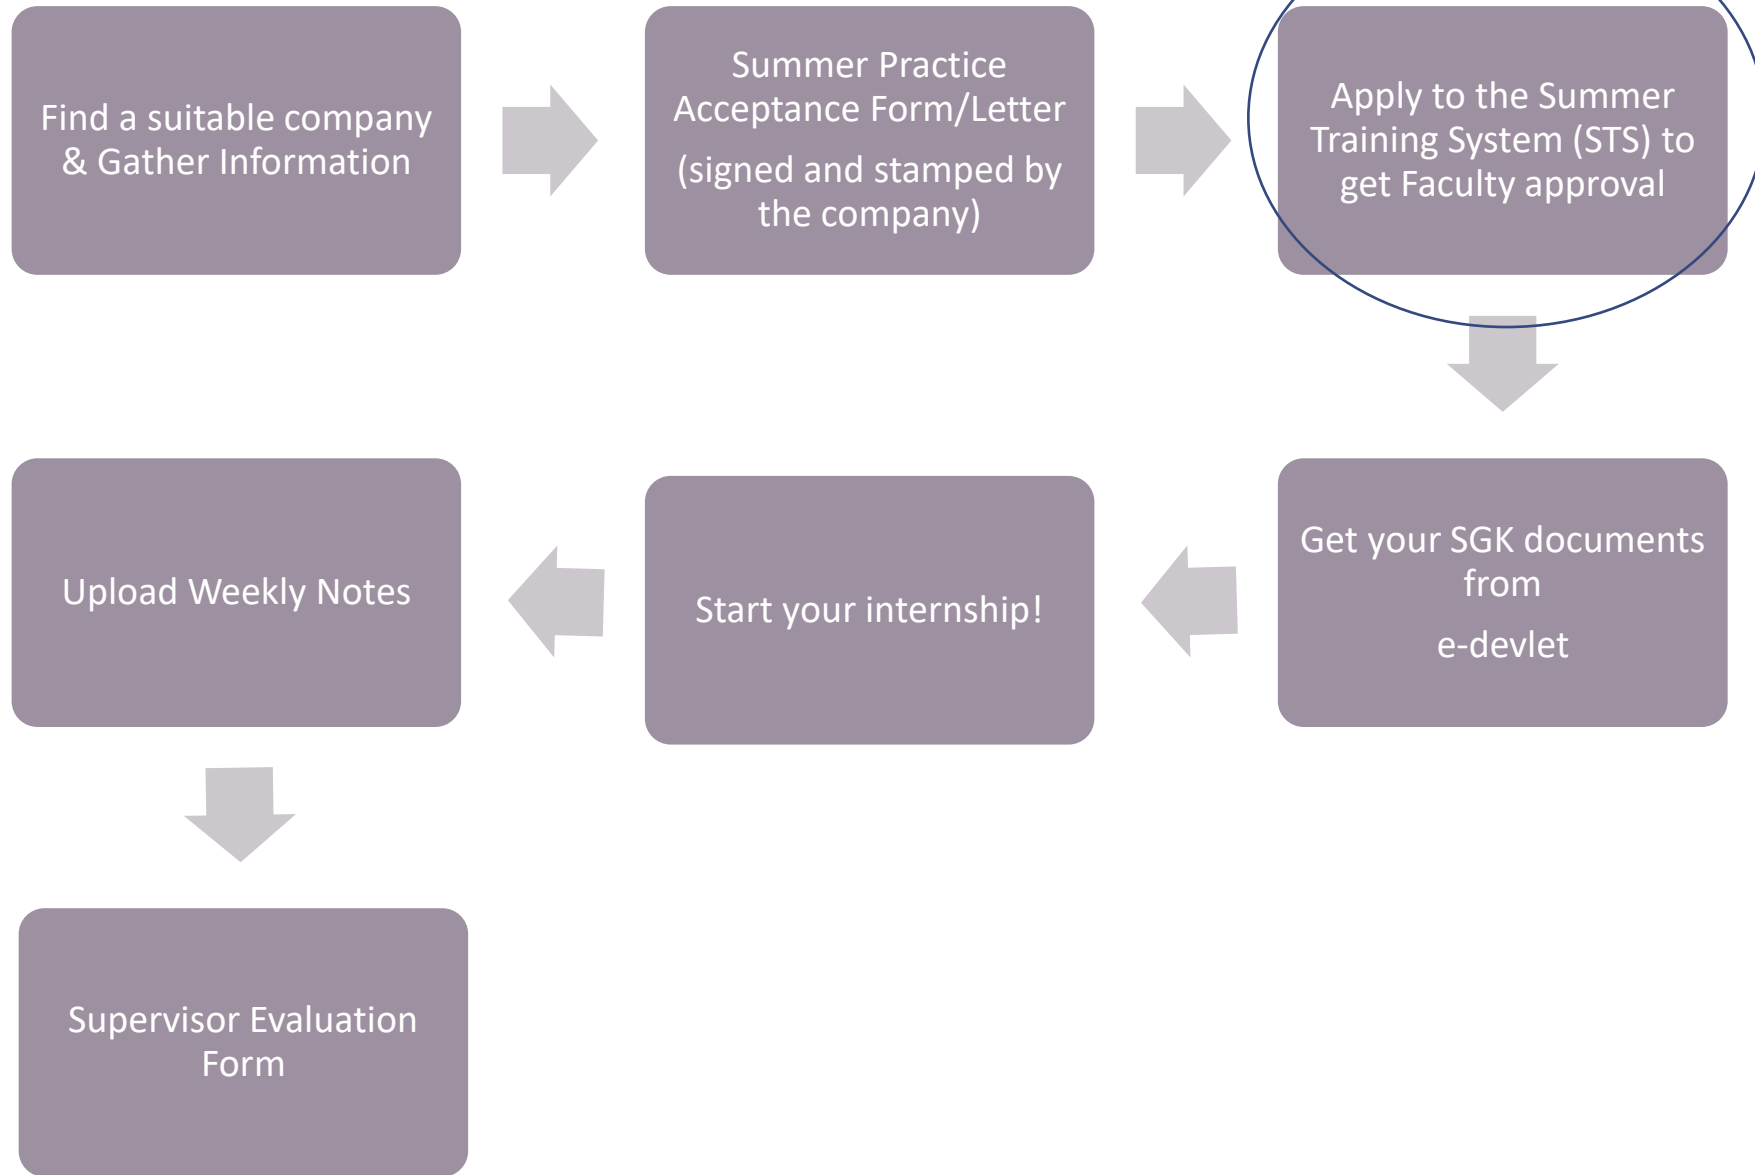 Find a suitable company
& Gather Information
Summer Practice
Acceptance Form/Letter
(signed and stamped by
the company)
Apply to the Summer
Training System (STS) to
get Faculty approval
Get your SGK documents
from
e-devlet
Start your internship!
Upload Weekly Notes
Supervisor Evaluation
Form